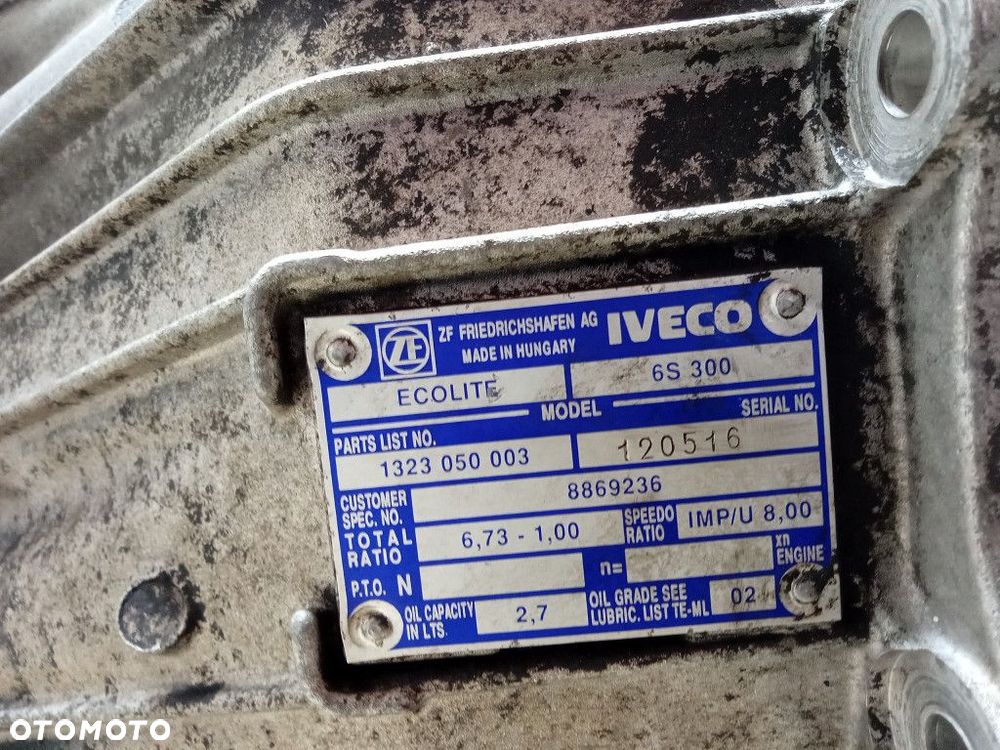 ZF
ZF FRIEDRICHSHAFEN AG
MADE IN HUNGARY
IVECO
ECOLITE
6S 300
MODEL
SERIAL NO.
PARTS LIST NO.
1323 050 003
120516
CUSTOMER
SPEC. NO.
8869236
TOTAL
RATIO
6,73 - 1,00
SPEEDO
RATIO
IMP/U 8,00
P.T.O. N
n=
xn
ENGINE
OIL CAPACITY
IN LTS.
2,7
OIL GRADE SEE
LUBRIC. LIST TE-ML
02
OTOMOTO